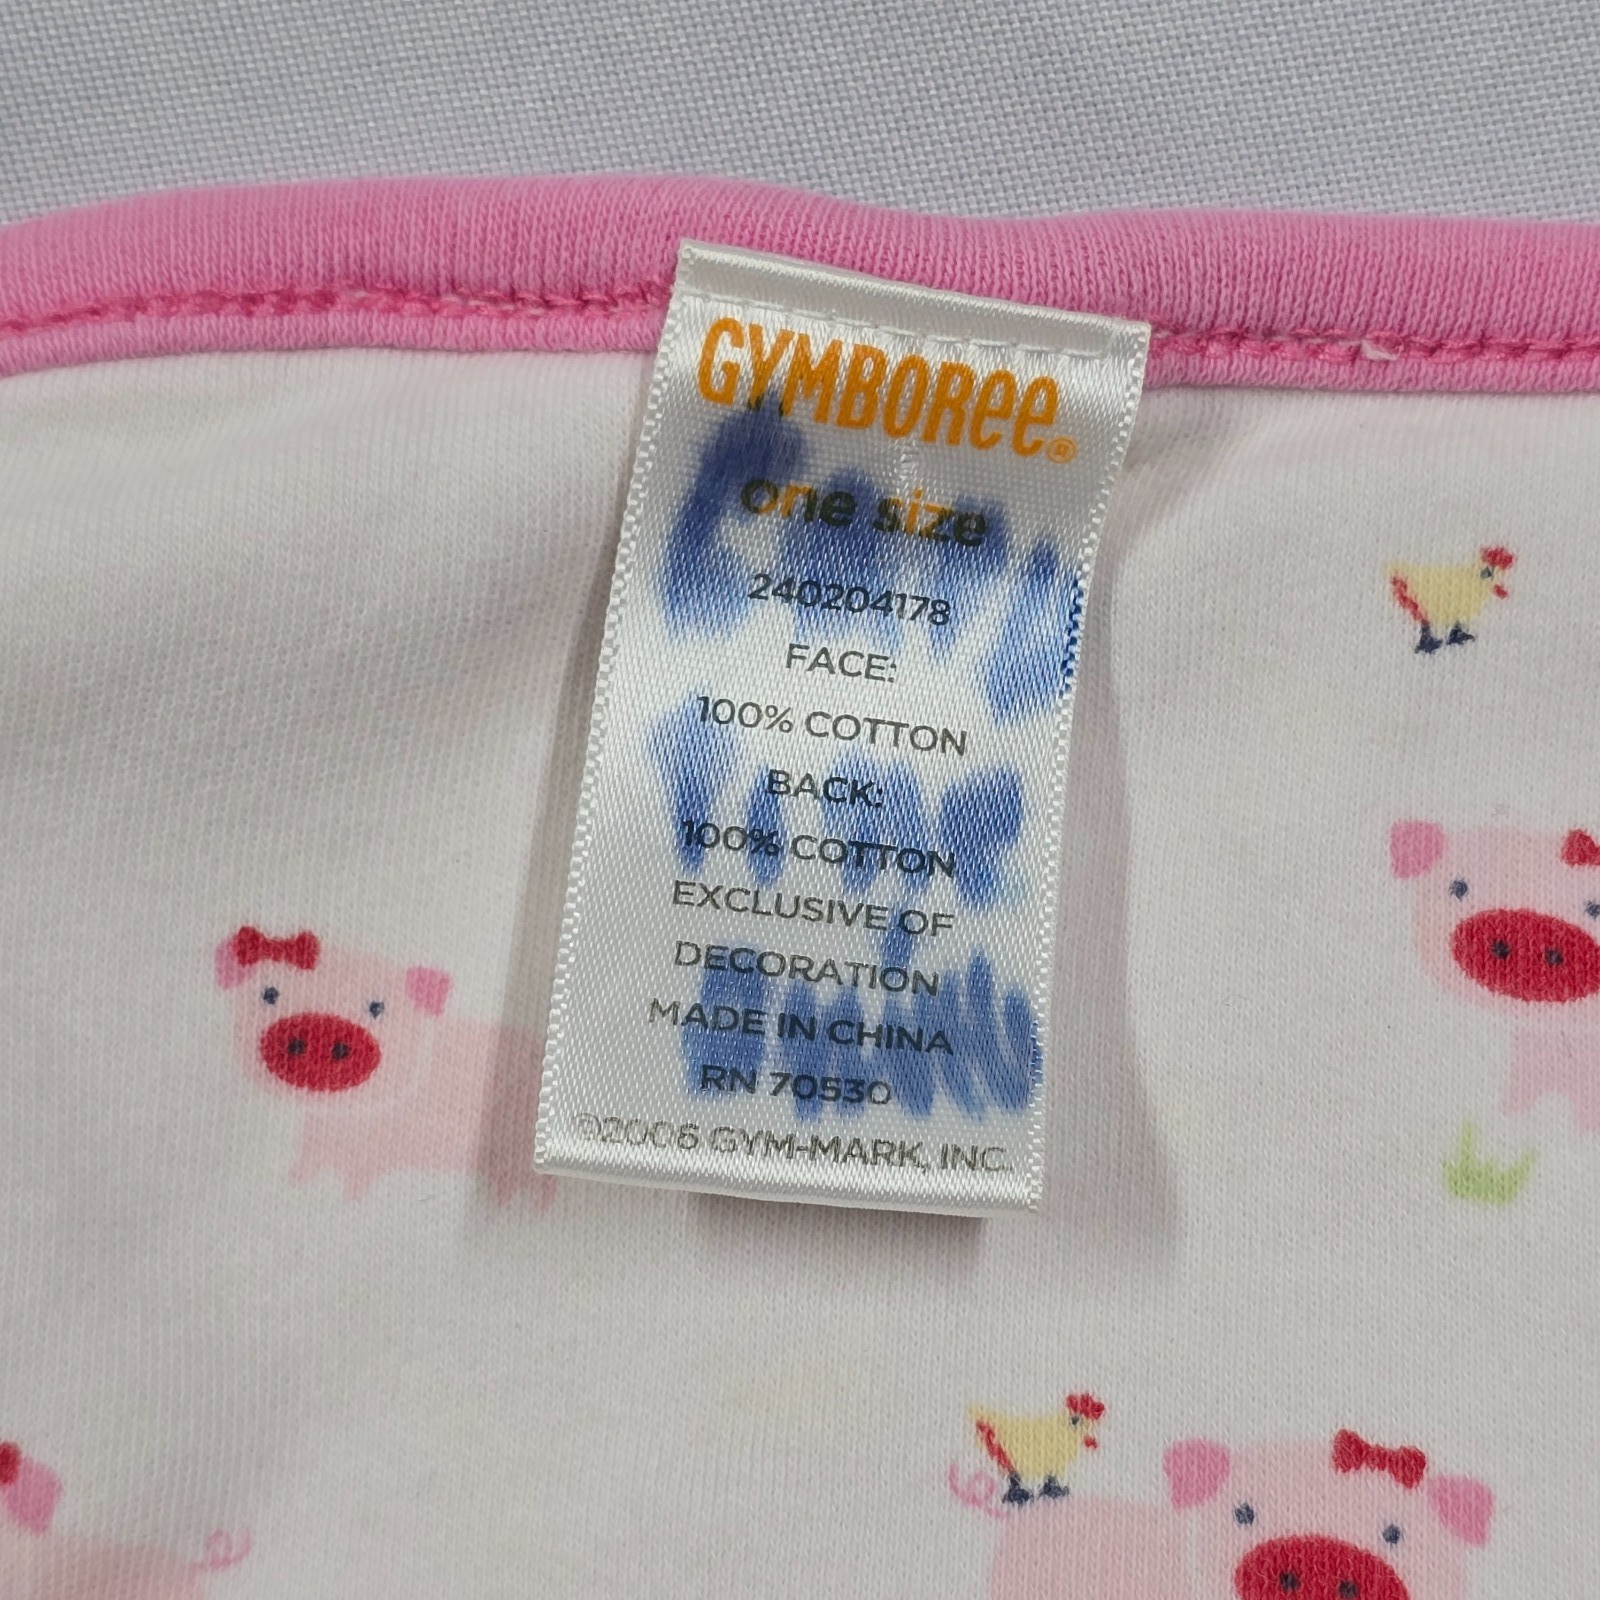 GYMBOREE®
one size
240204178
FACE:
100% COTTON
BACK:
100% COTTON
EXCLUSIVE OF
DECORATION
MADE IN CHINA
RN 70530
©2006 GYM-MARK, INC.